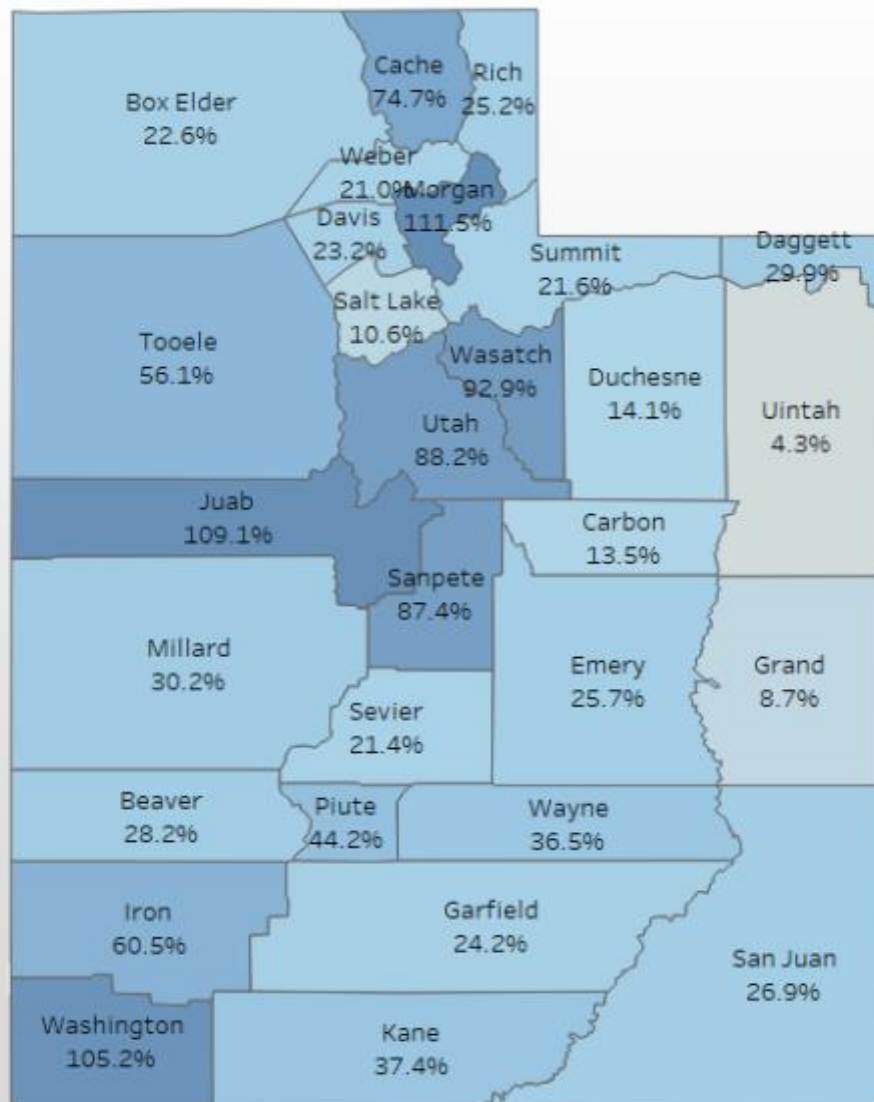 Cache
74.7%
Rich
25.2%
Box Elder
22.6%
Weber
21.0%
Morgan
111.5%
Davis
23.2%
Summit
21.6%
Daggett
29.9%
Salt Lake
10.6%
Tooele
56.1%
Wasatch
92.9%
Duchesne
14.1%
Uintah
4.3%
Utah
88.2%
Juab
109.1%
Carbon
13.5%
Sanpete
87.4%
Millard
30.2%
Emery
25.7%
Grand
8.7%
Sevier
21.4%
Beaver
28.2%
Piute
44.2%
Wayne
36.5%
Iron
60.5%
Garfield
24.2%
San Juan
26.9%
Washington
105.2%
Kane
37.4%